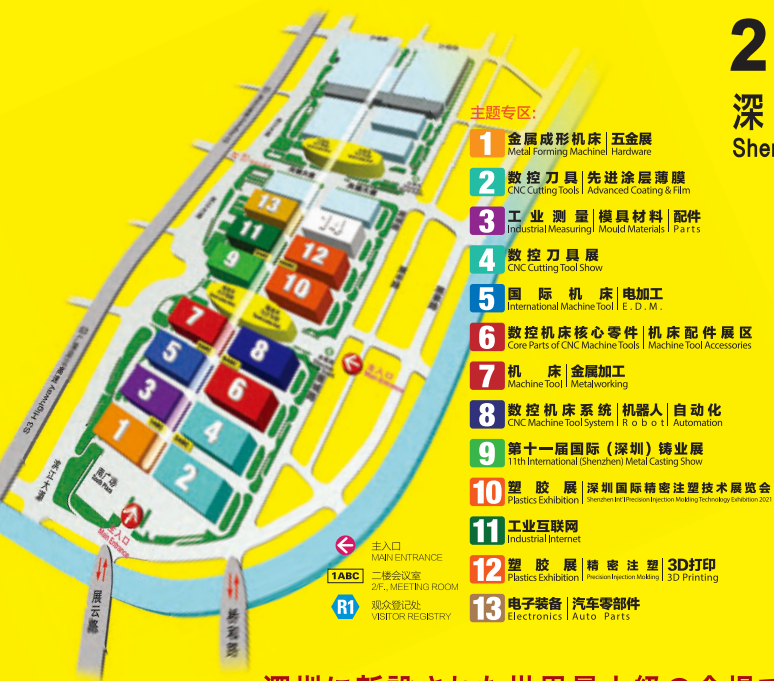 2
深
Shen
主题专区:
1 金属成形机床|五金展
Metal Forming Machinel Hardware
2 数控刀具|先进涂层薄膜
CNC Cutting Tools | Advanced Coating & Film
3 工业测量|模具材料|配件
Industrial Measuring | Mould Materials | Parts
4 数控刀具展
CNC Cutting Tool Show
5 国际机床|电加工
International Machine Tool | E.D.M.
6 数控机床核心零件|机床配件展区
Core Parts of CNC Machine Tools | Machine Tool Accessories
7 机床|金属加工
Machine Tool | Metalworking
8 数控机床系统|机器人|自动化
CNC Machine Tool System | Robot | Automation
9 第十一届国际（深圳）铸业展
11th International (Shenzhen) Metal Casting Show
10 塑胶展|深圳国际精密注塑技术展览会
Plastics Exhibition | Shenzhen Int'l Precision Injection Molding Technology Exhibition 2021
11 工业互联网
Industrial Internet
12 塑胶展|精密注塑|3D打印
Plastics Exhibition | Precision Injection Molding | 3D Printing
13 电子装备|汽车零部件
Electronics | Auto Parts
13
14
11
12
9
10
7
8
5
6
3
4
1
2
S3 Highway
主入口
Main Entrance
南广场
South Plaza
主入口
Main Entrance
展云路
主入口
MAIN ENTRANCE
1ABC 二楼会议室
2/F., MEETING ROOM
R1 观众登记处
VISITOR REGISTRY